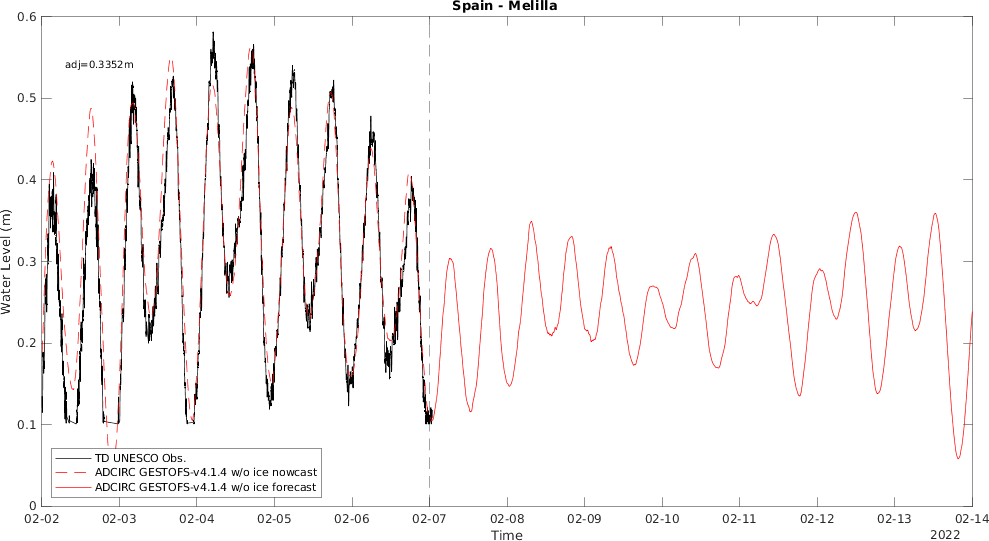 Spain - Melilla
0.6
adj=0.3352m
0.5
0.4
0.3
0.2
0.1
0
Water Level (m)
TD UNESCO Obs.
ADCIRC GESTOFS-v4.1.4 w/o ice nowcast
ADCIRC GESTOFS-v4.1.4 w/o ice forecast
02-02 02-03 02-04 02-05 02-06 02-07 02-08 02-09 02-10 02-11 02-12 02-13 02-14
Time
2022